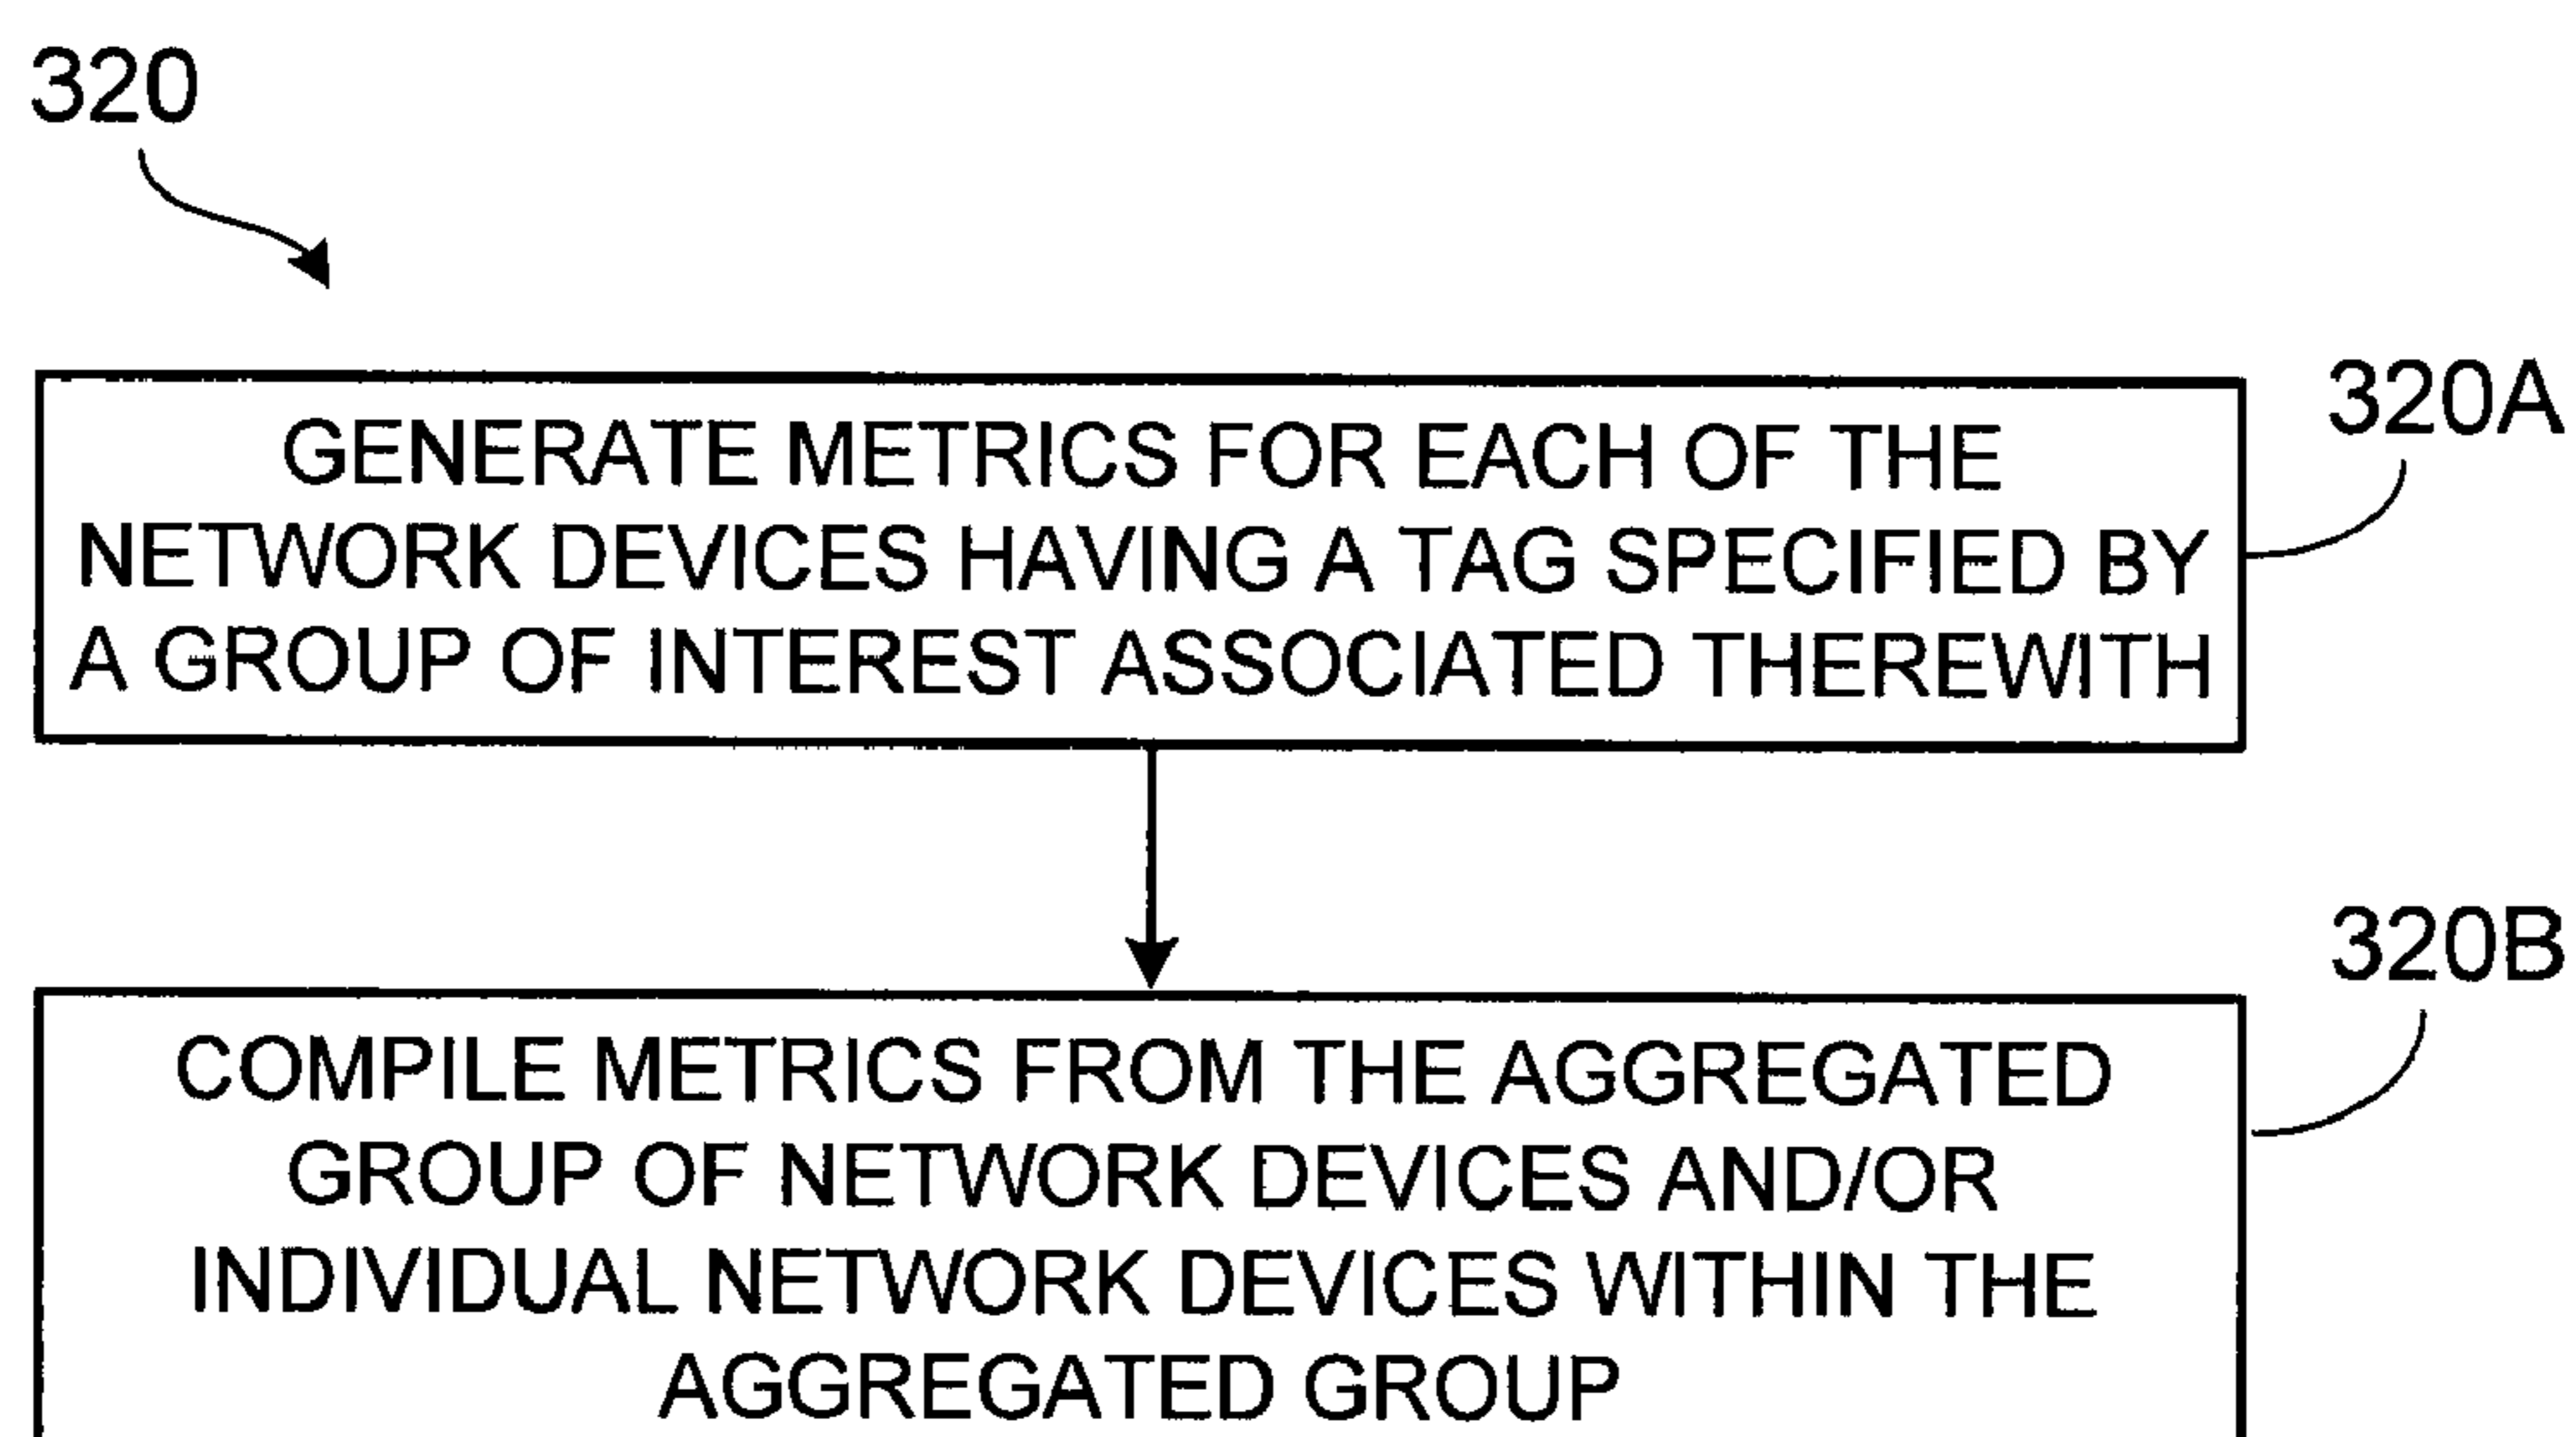 320
320A
GENERATE METRICS FOR EACH OF THE
NETWORK DEVICES HAVING A TAG SPECIFIED BY
A GROUP OF INTEREST ASSOCIATED THEREWITH
320B
COMPILE METRICS FROM THE AGGREGATED
GROUP OF NETWORK DEVICES AND/OR
INDIVIDUAL NETWORK DEVICES WITHIN THE
AGGREGATED GROUP